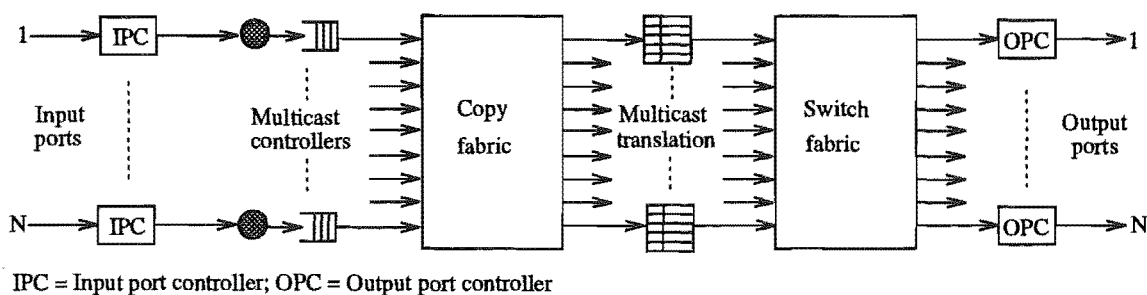 1 IPC OPC 1
Input ports
Multicast controllers
Copy fabric
Multicast translation
Switch fabric
Output ports
N IPC OPC N
IPC = Input port controller; OPC = Output port controller